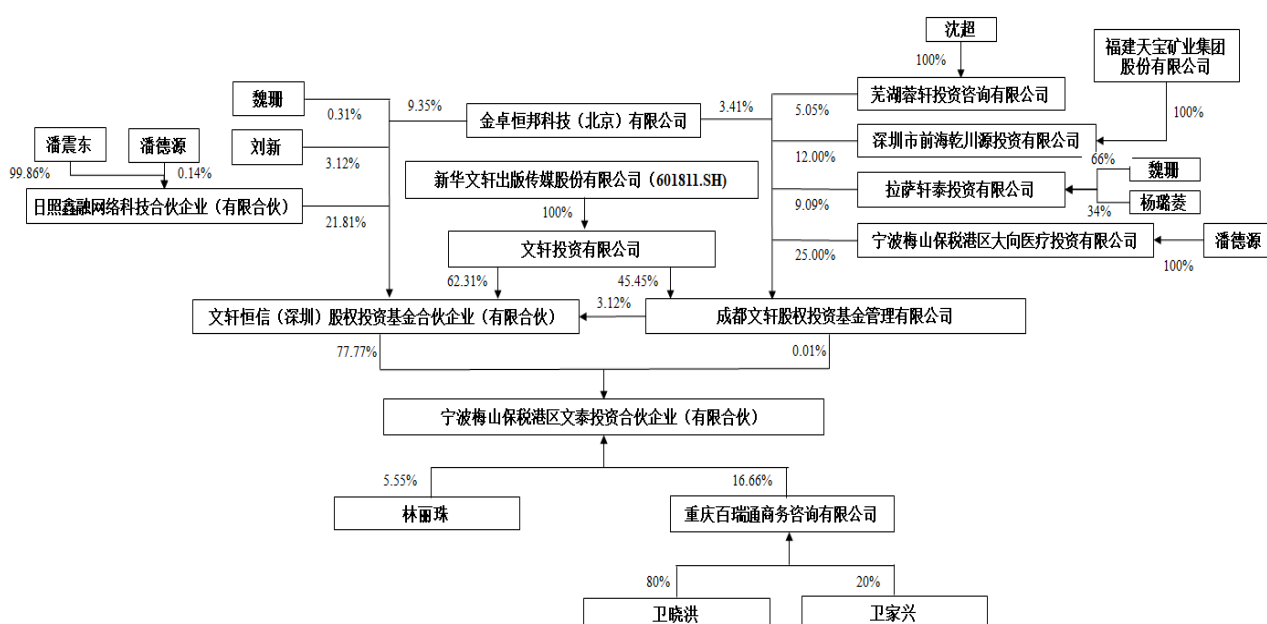 沈超
福建天宝矿业集团
股份有限公司
100%
魏珊
9.35%
3.41%
芜湖蓉轩投资咨询有限公司
0.31%
金卓恒邦科技（北京）有限公司
5.05%
100%
潘震东
潘德源
刘新
深圳市前海乾川源投资有限公司
3.12%
12.00%
66%
魏珊
99.86%
0.14%
新华文轩出版传媒股份有限公司（601811.SH)
拉萨轩泰投资有限公司
日照鑫融网络科技合伙企业（有限合伙）
9.09%
杨璐菱
34%
21.81%
100%
文轩投资有限公司
宁波梅山保税港区大向医疗投资有限公司
潘德源
25.00%
100%
62.31%
45.45%
文轩恒信（深圳）股权投资基金合伙企业（有限合伙）
3.12%
成都文轩股权投资基金管理有限公司
77.77%
0.01%
宁波梅山保税港区文泰投资合伙企业（有限合伙）
5.55%
16.66%
林丽珠
重庆百瑞通商务咨询有限公司
80%
20%
卫晓洪
卫家兴